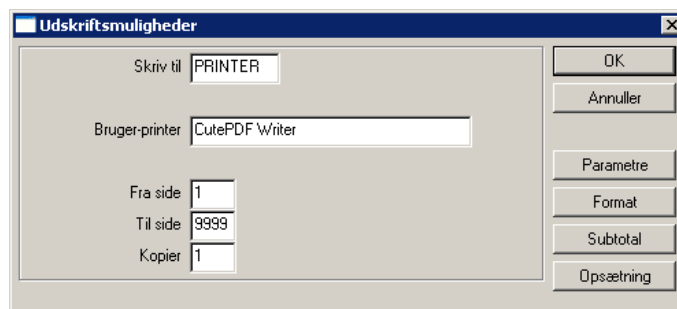 Udskriftsmuligheder
Skriv til PRINTER
OK
Annuller
Bruger-printer CutePDF Writer
Parametre
Fra side 1
Format
Til side 9999
Subtotal
Kopier 1
Opsætning